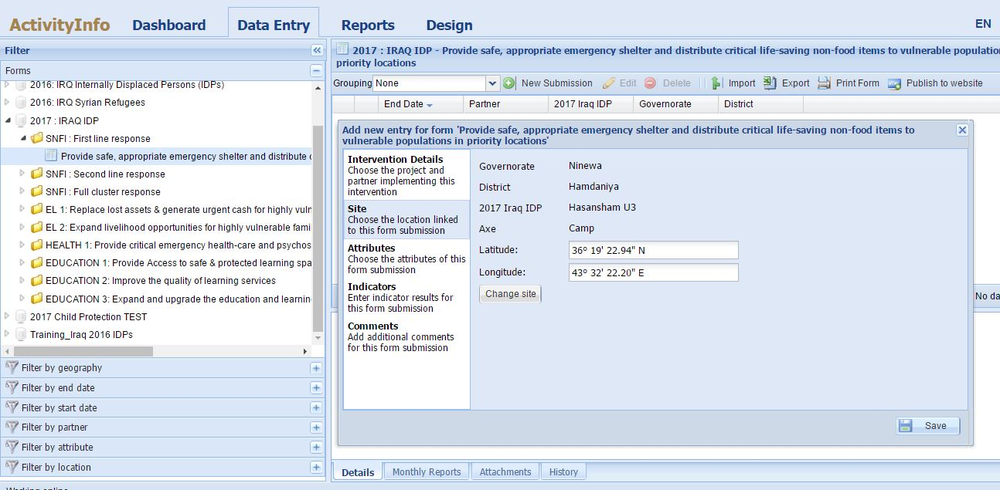 ActivityInfo Dashboard Data Entry Reports Design EN
Filter
Forms
2016: IRQ Internally Displaced Persons (IDPs)
2016: IRQ Syrian Refugees
2017 : IRAQ IDP
SNFI : First line response
Provide safe, appropriate emergency shelter and distribute
SNFI : Second line response
SNFI : Full cluster response
EL 1: Replace lost assets & generate urgent cash for highly vuln
EL 2: Expand livelihood opportunities for highly vulnerable fami
HEALTH 1: Provide critical emergency health-care and psychos
EDUCATION 1: Provide Access to safe & protected learning spa
EDUCATION 2: Improve the quality of learning services
EDUCATION 3: Expand and upgrade the education and learnin
2017 Child Protection TEST
Training_Iraq 2016 IDPs
Filter by geography
Filter by end date
Filter by start date
Filter by partner
Filter by attribute
Filter by location
Working online
2017 : IRAQ IDP - Provide safe, appropriate emergency shelter and distribute critical life-saving non-food items to vulnerable populatio
priority locations
Grouping None New Submission Edit Delete Import Export Print Form Publish to website
End Date Partner 2017 Iraq IDP Governorate District
Add new entry for form 'Provide safe, appropriate emergency shelter and distribute critical life-saving non-food items to
vulnerable populations in priority locations'
Intervention Details
Choose the project and
partner implementing this
intervention
Site
Choose the location linked
to this form submission
Attributes
Choose the attributes of this
form submission
Indicators
Enter indicator results for
this form submission
Comments
Add additional comments
for this form submission
Governorate Ninewa
District Hamdaniya
2017 Iraq IDP Hasansham U3
Axe Camp
Latitude: 36° 19' 22.94" N
Longitude: 43° 32' 22.20" E
Change site
No da
Save
Details Monthly Reports Attachments History